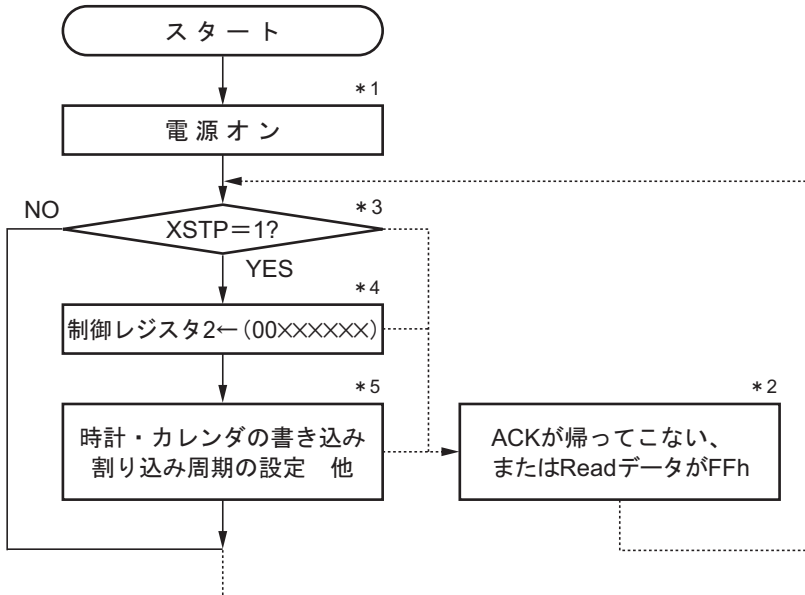 スタート
*1
電源オン
NO
*3
XSTP=1?
YES
*4
制御レジスタ2←(00××××××)
*5
時計・カレンダの書き込み
割り込み周期の設定 他
*2
ACKが帰ってこない、
またはReadデータがFFh